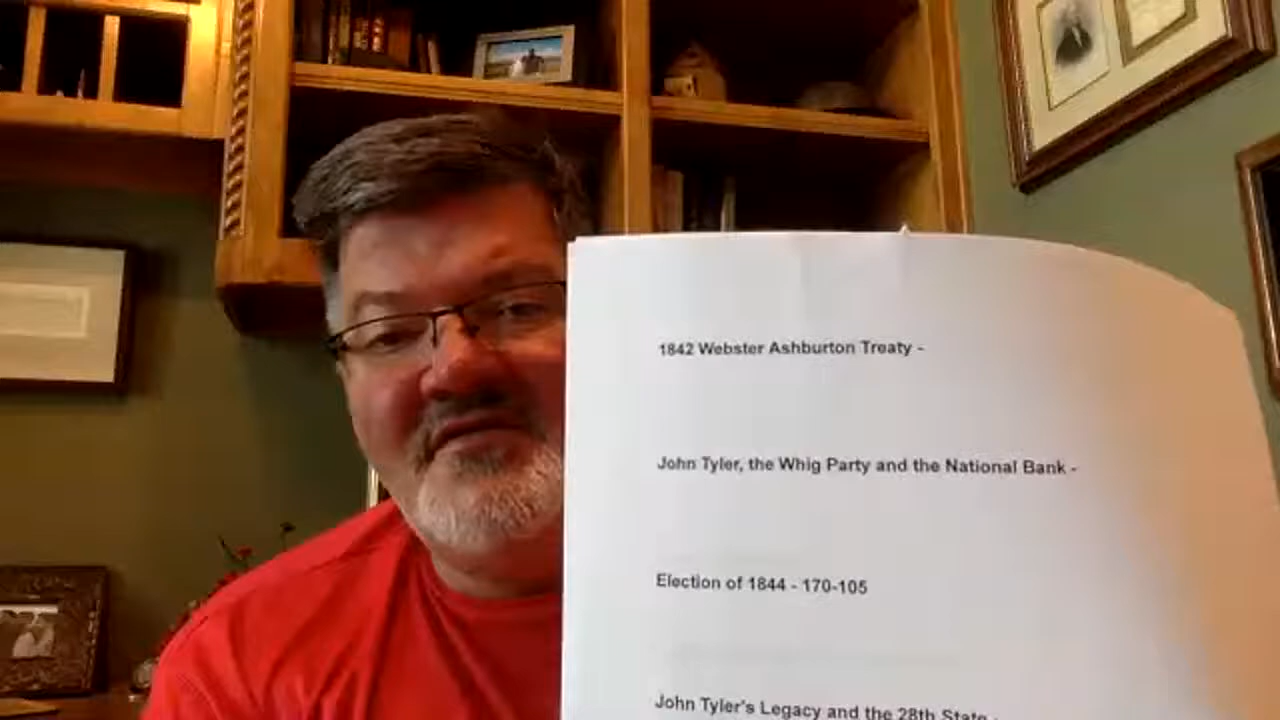 1842 Webster Ashburton Treaty -
John Tyler, the Whig Party and the National Bank -
Election of 1844 - 170-105
John Tyler's Legacy and the 28th State -